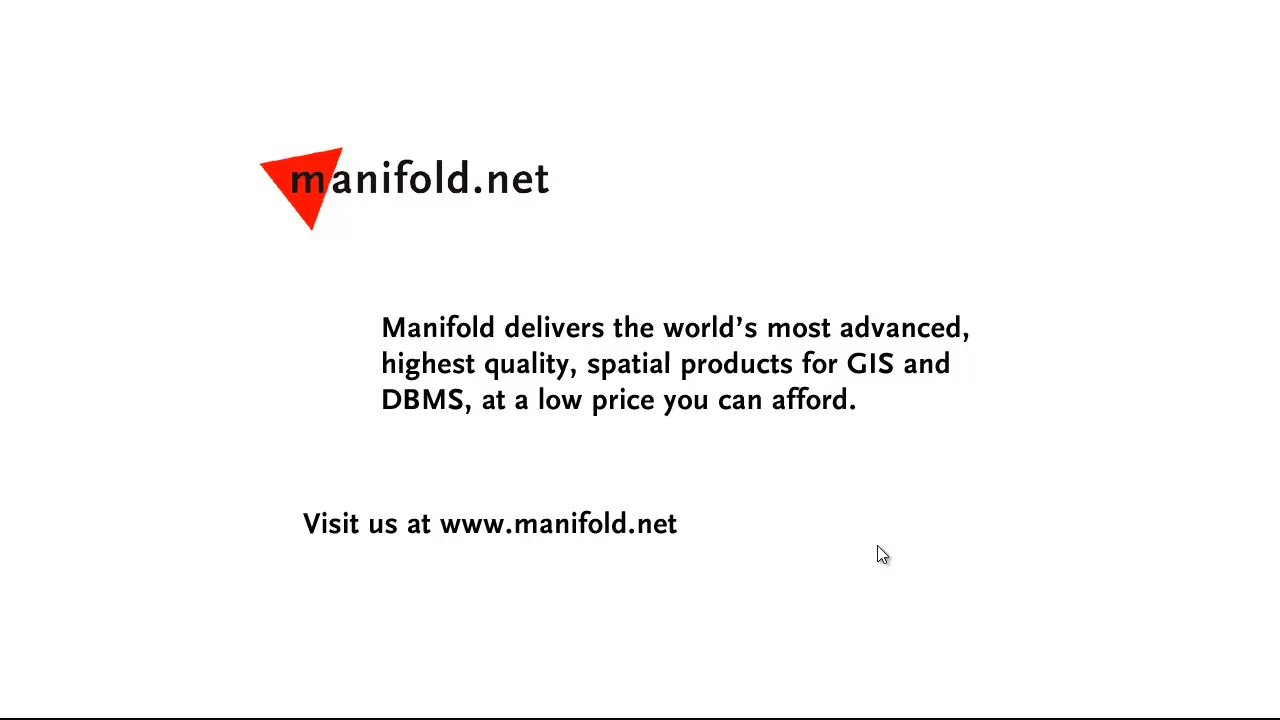 manifold.net
Manifold delivers the world’s most advanced,
highest quality, spatial products for GIS and
DBMS, at a low price you can afford.
Visit us at www.manifold.net